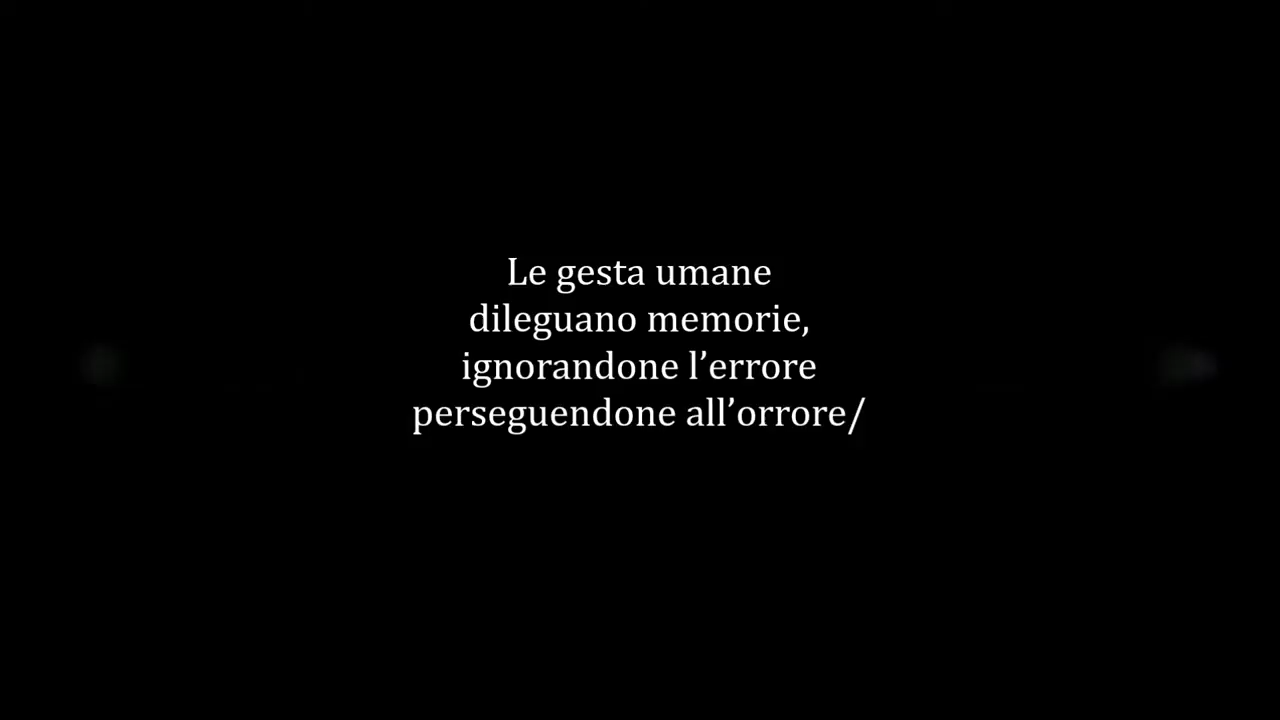 Le gesta umane
dileguano memorie,
ignorandone l’errore
perseguendone all’orrore/